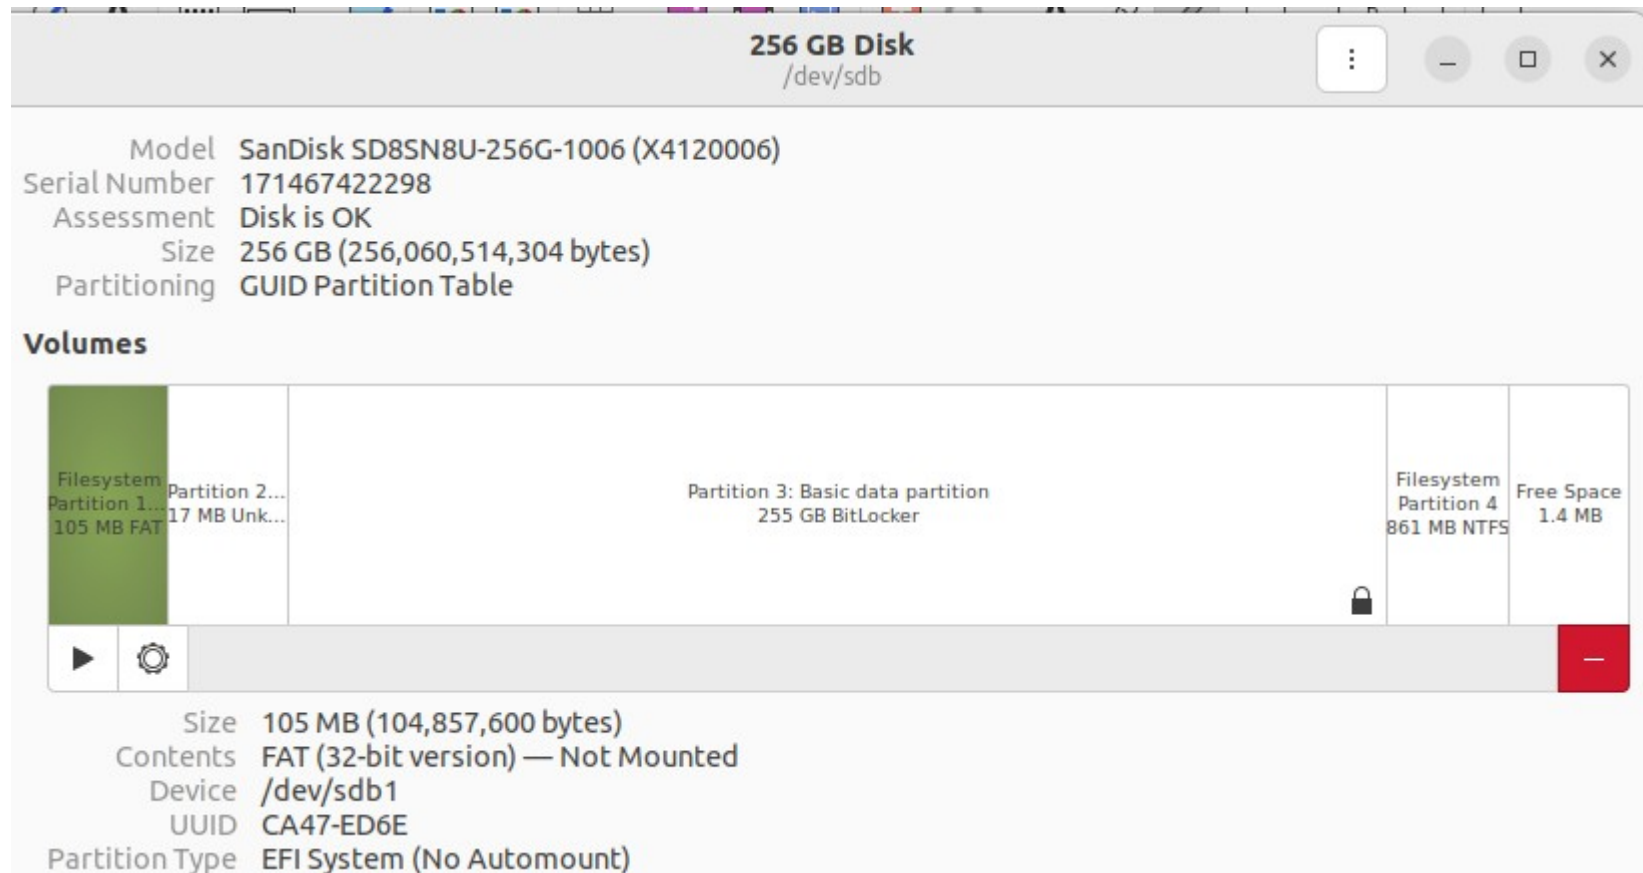 256 GB Disk
/dev/sdb
Model SanDisk SD8SN8U-256G-1006 (X4120006)
Serial Number 171467422298
Assessment Disk is OK
Size 256 GB (256,060,514,304 bytes)
Partitioning GUID Partition Table
Volumes
Filesystem
Partition 1...
105 MB FAT
Partition 2...
17 MB Unk...
Partition 3: Basic data partition
255 GB BitLocker
Filesystem
Partition 4
861 MB NTFS
Free Space
1.4 MB
Size 105 MB (104,857,600 bytes)
Contents FAT (32-bit version) — Not Mounted
Device /dev/sdb1
UUID CA47-ED6E
Partition Type EFI System (No Automount)